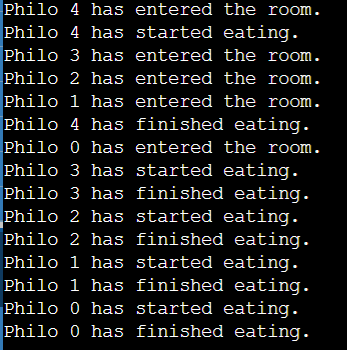 Philo 4 has entered the room.
Philo 4 has started eating.
Philo 3 has entered the room.
Philo 2 has entered the room.
Philo 1 has entered the room.
Philo 4 has finished eating.
Philo 0 has entered the room.
Philo 3 has started eating.
Philo 3 has finished eating.
Philo 2 has started eating.
Philo 2 has finished eating.
Philo 1 has started eating.
Philo 1 has finished eating.
Philo 0 has started eating.
Philo 0 has finished eating.